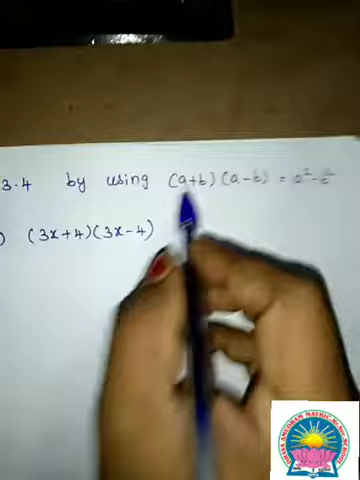 3.4 by using (a+b)(a-b) = a²-b²
) (3x+4)(3x-4)